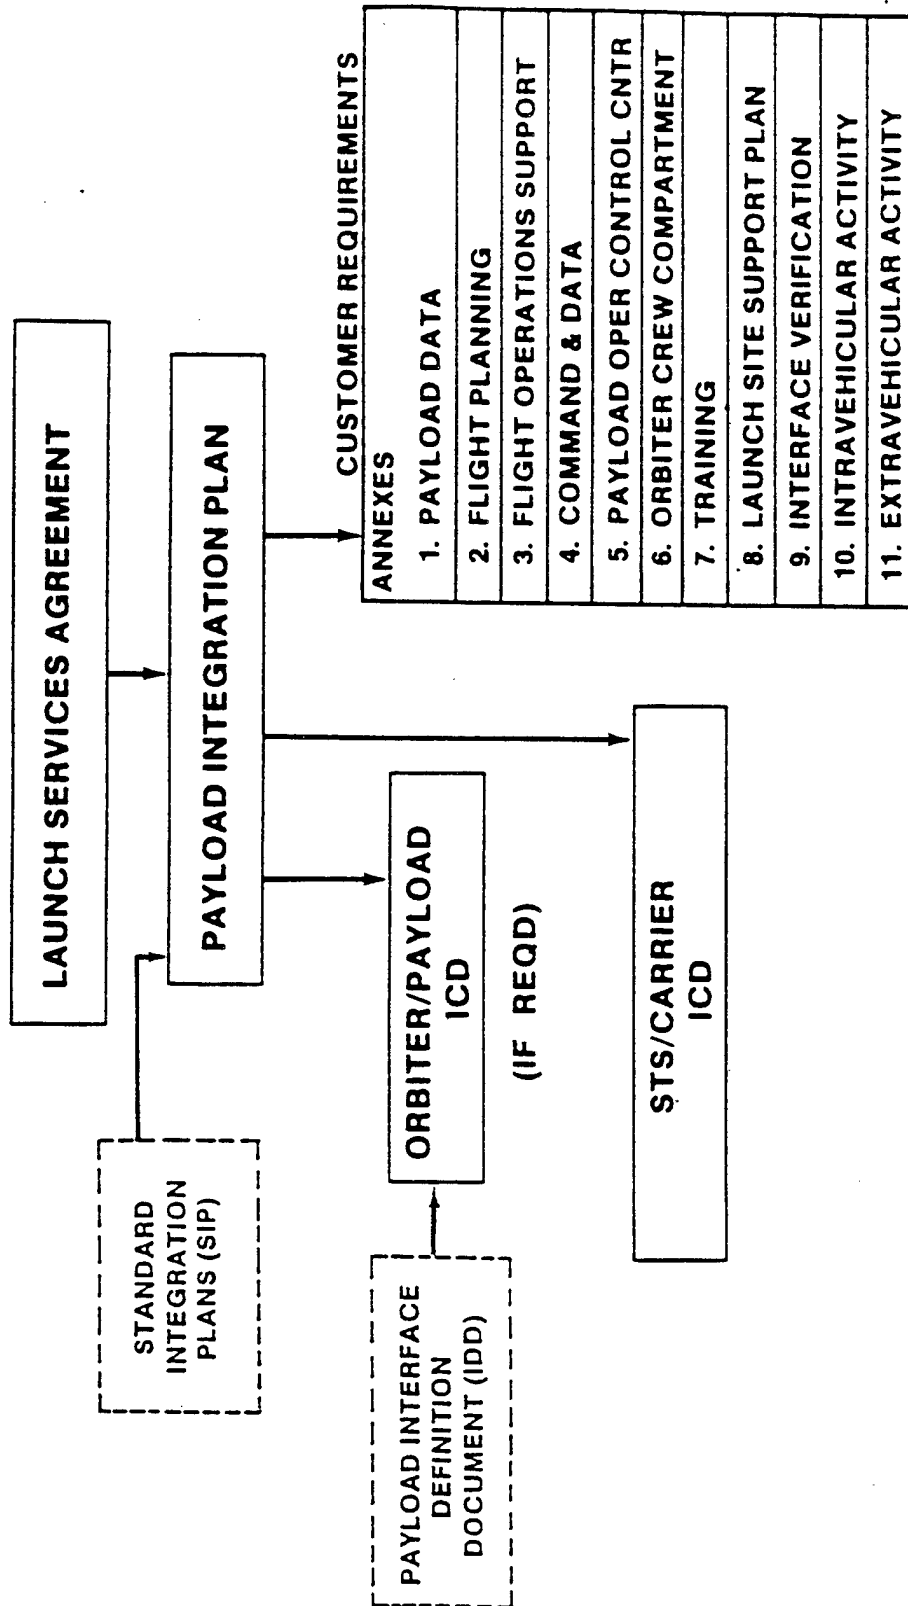 LAUNCH SERVICES AGREEMENT
STANDARD
INTEGRATION
PLANS (SIP)
PAYLOAD INTEGRATION PLAN
PAYLOAD INTERFACE
DEFINITION
DOCUMENT (IDD)
ORBITER/PAYLOAD
ICD
(IF REQD)
STS/CARRIER
ICD
CUSTOMER REQUIREMENTS
ANNEXES
1. PAYLOAD DATA
2. FLIGHT PLANNING
3. FLIGHT OPERATIONS SUPPORT
4. COMMAND & DATA
5. PAYLOAD OPER CONTROL CNTR
6. ORBITER CREW COMPARTMENT
7. TRAINING
8. LAUNCH SITE SUPPORT PLAN
9. INTERFACE VERIFICATION
10. INTRAVEHICULAR ACTIVITY
11. EXTRAVEHICULAR ACTIVITY